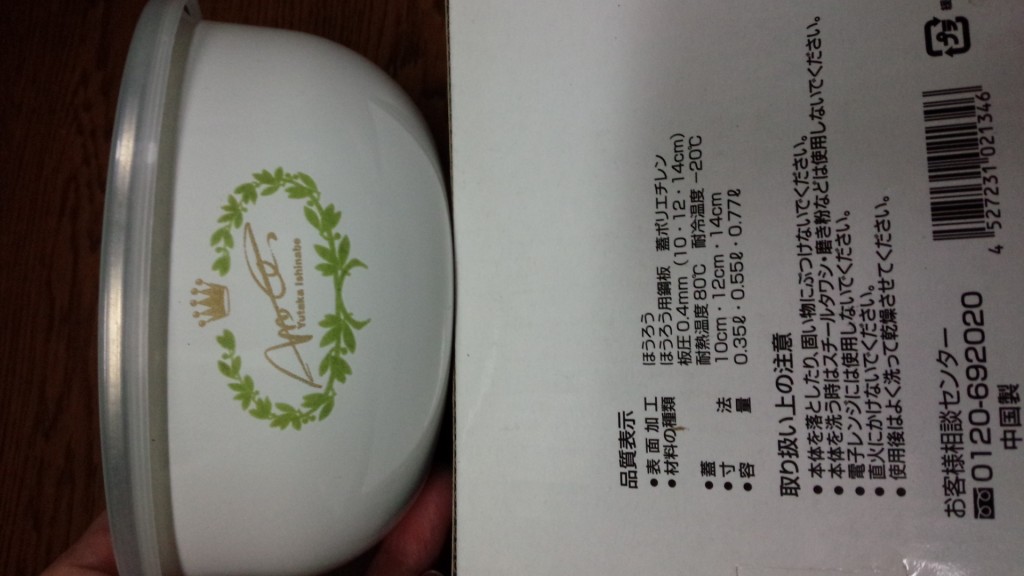 Yutaka Ishinabe
品質表示
●表面加工 ほうろう
●材料の種類 ほうろう用鋼板 蓋ポリエチレン
板圧0.4mm(10・12・14cm)
●蓋 耐熱温度80℃ 耐冷温度-20℃
●寸法 10cm・12cm・14cm
●容量 0.35ℓ・0.55ℓ・0.77ℓ
取り扱い上の注意
●本体を落としたり、固い物にぶつけないでください。
●本体を洗う時はスチールタワシ・磨き粉などは使用しないでください。
●電子レンジには使用しないでください。
●直火にかけないでください。
●使用後はよく洗って乾燥させてください。
お客様相談センター
0120-692020
中国製
4 527231 021346